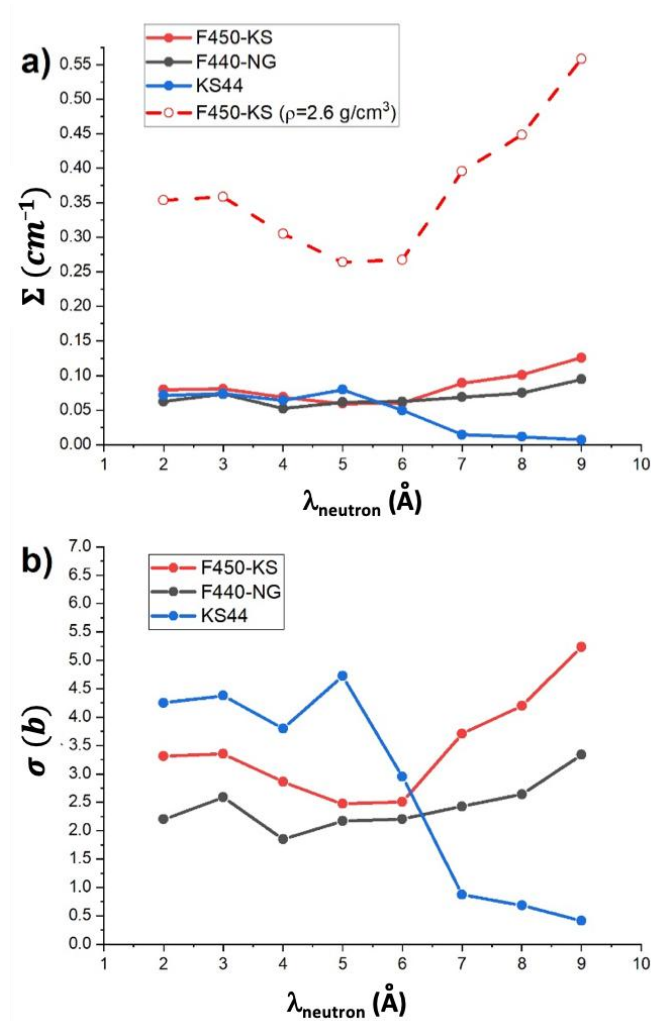 a)
F450-KS
F440-NG
KS44
F450-KS (ρ=2.6 g/cm³)
0.55
0.50
0.45
0.40
0.35
0.30
0.25
0.20
0.15
0.10
0.05
0.00
Σ (cm⁻¹)
1 2 3 4 5 6 7 8 9 10
λneutron (Å)
b)
F450-KS
F440-NG
KS44
7.0
6.5
6.0
5.5
5.0
4.5
4.0
3.5
3.0
2.5
2.0
1.5
1.0
0.5
0.0
σ (b)
1 2 3 4 5 6 7 8 9 10
λneutron (Å)